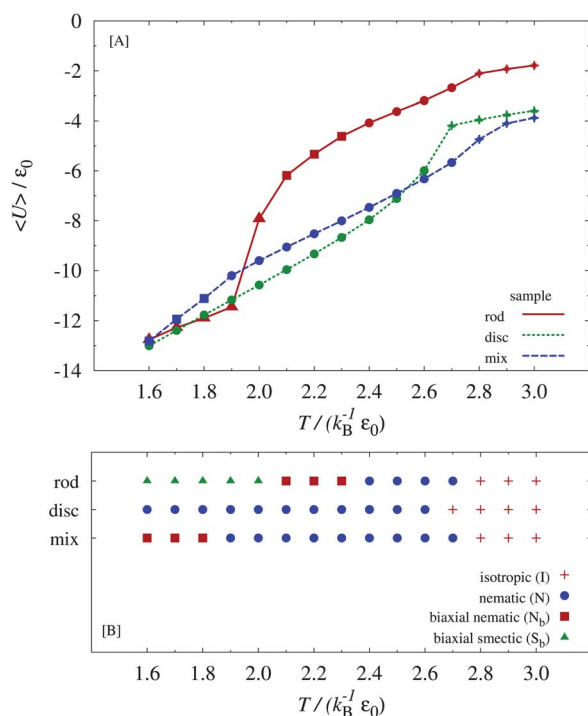 0
[A]
-2
-4
-6
<U> / ε0
-8
-10
sample
rod
-12
disc
mix
-14
1.6 1.8 2.0 2.2 2.4 2.6 2.8 3.0
T / (kB^-1 ε0)
rod
disc
mix
isotropic (I)
nematic (N)
biaxial nematic (Nb)
[B]
biaxial smectic (Sb)
1.6 1.8 2.0 2.2 2.4 2.6 2.8 3.0
T / (kB^-1 ε0)